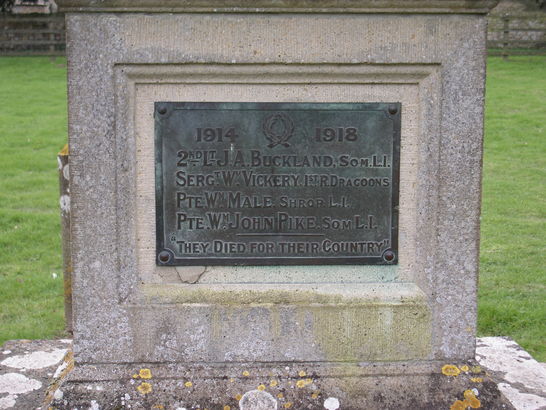 1914 1918
2ND LT J.A. BUCKLAND, SOM.L.I.
SERGT WM VICKERY, 1ST R DRAGOONS
PTE WM MALE. SHROP. L.I.
PTE. WM JOHN PIKE. SOM L.I.
"THEY DIED FOR THEIR COUNTRY"